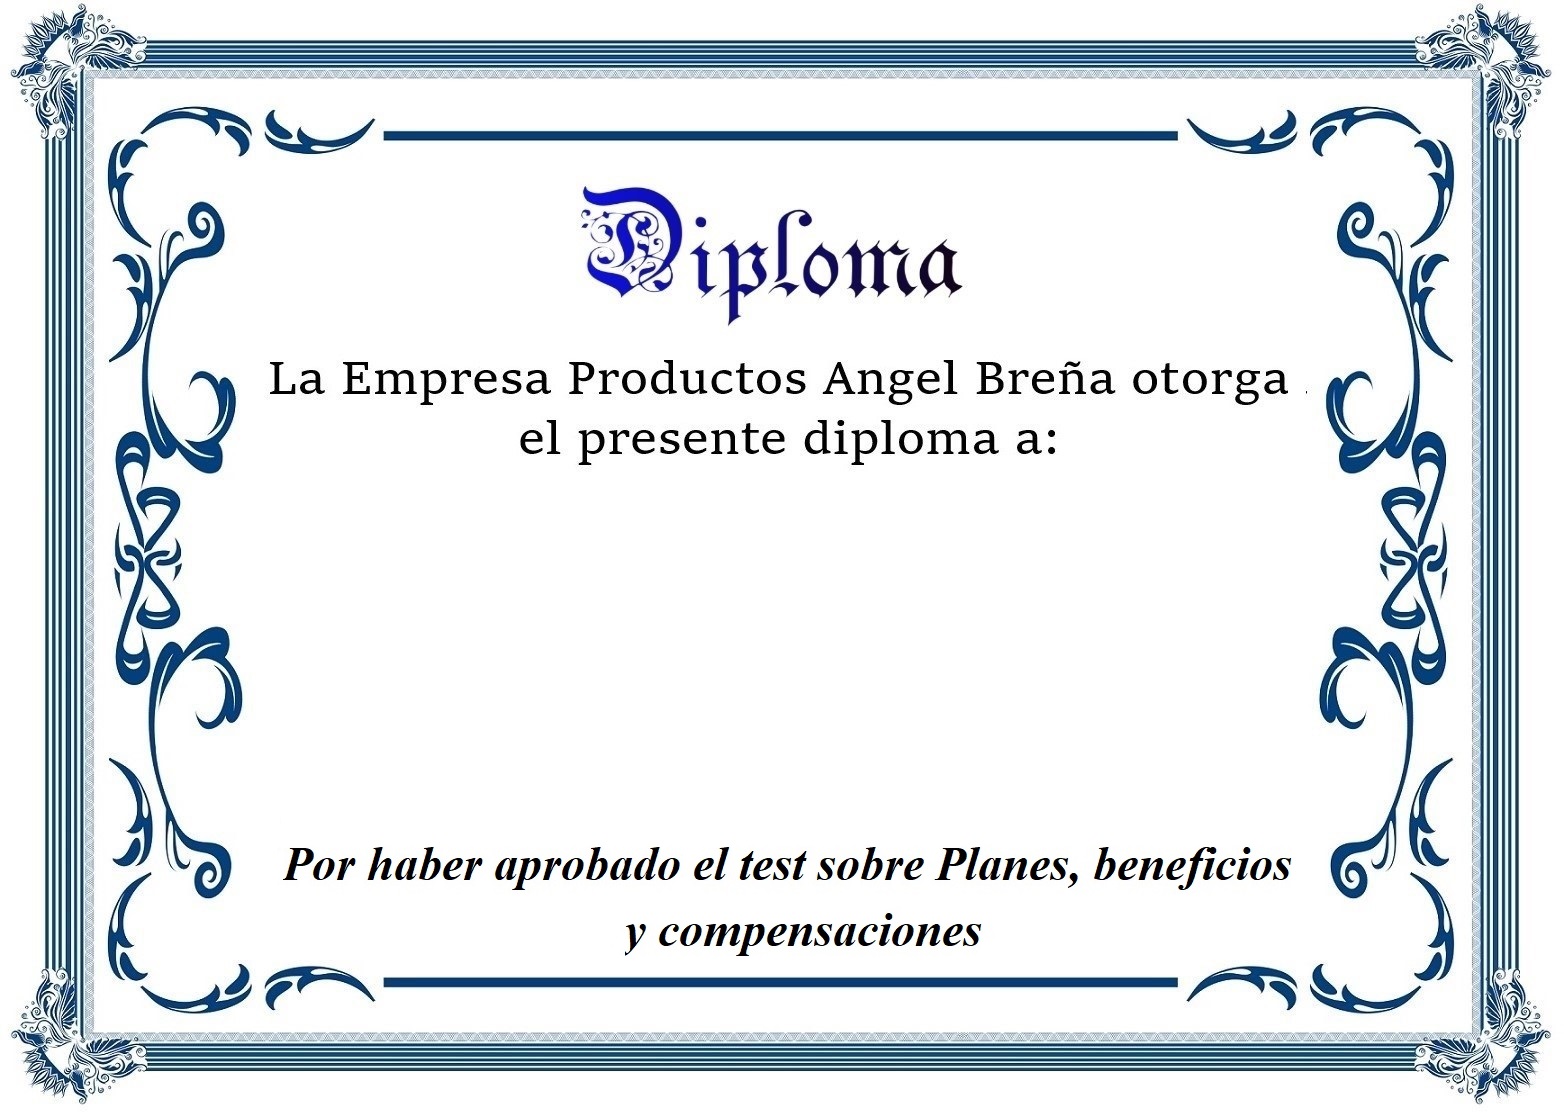 Diploma
La Empresa Productos Angel Breña otorga
el presente diploma a:
Por haber aprobado el test sobre Planes, beneficios
y compensaciones